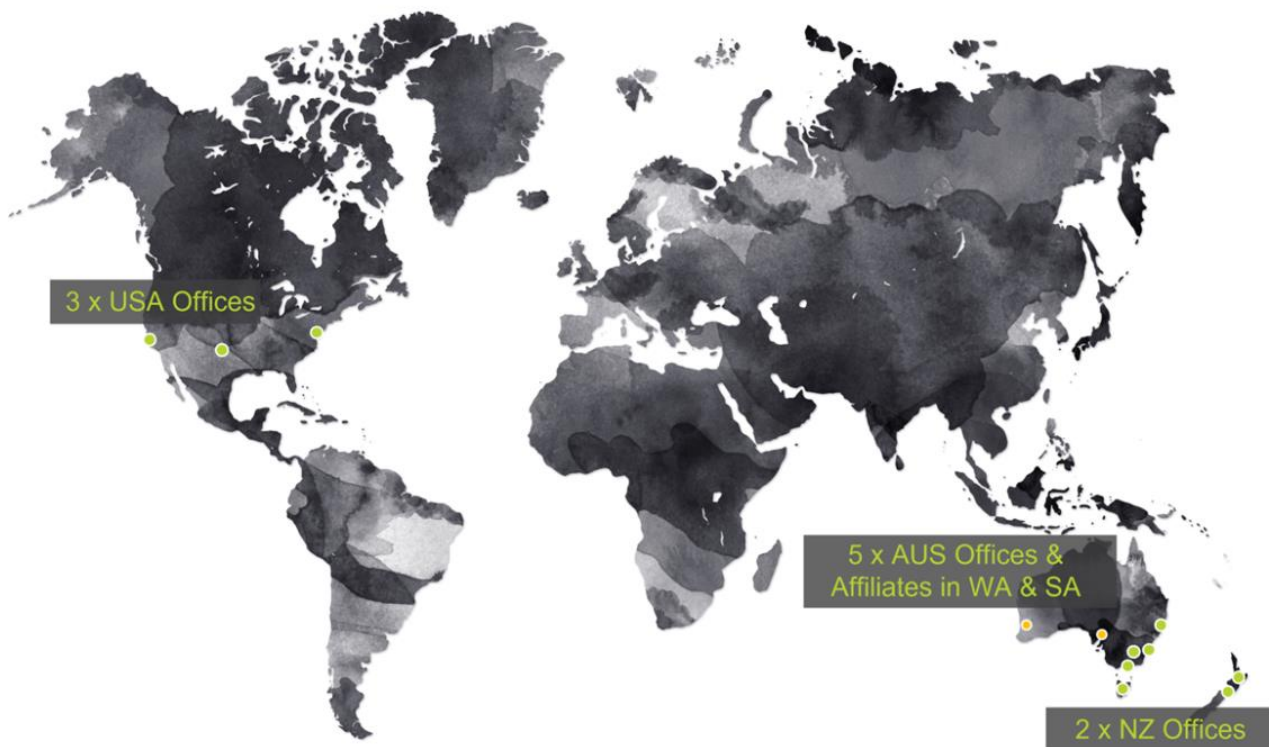 3 x USA Offices
5 x AUS Offices &
Affiliates in WA & SA
2 x NZ Offices